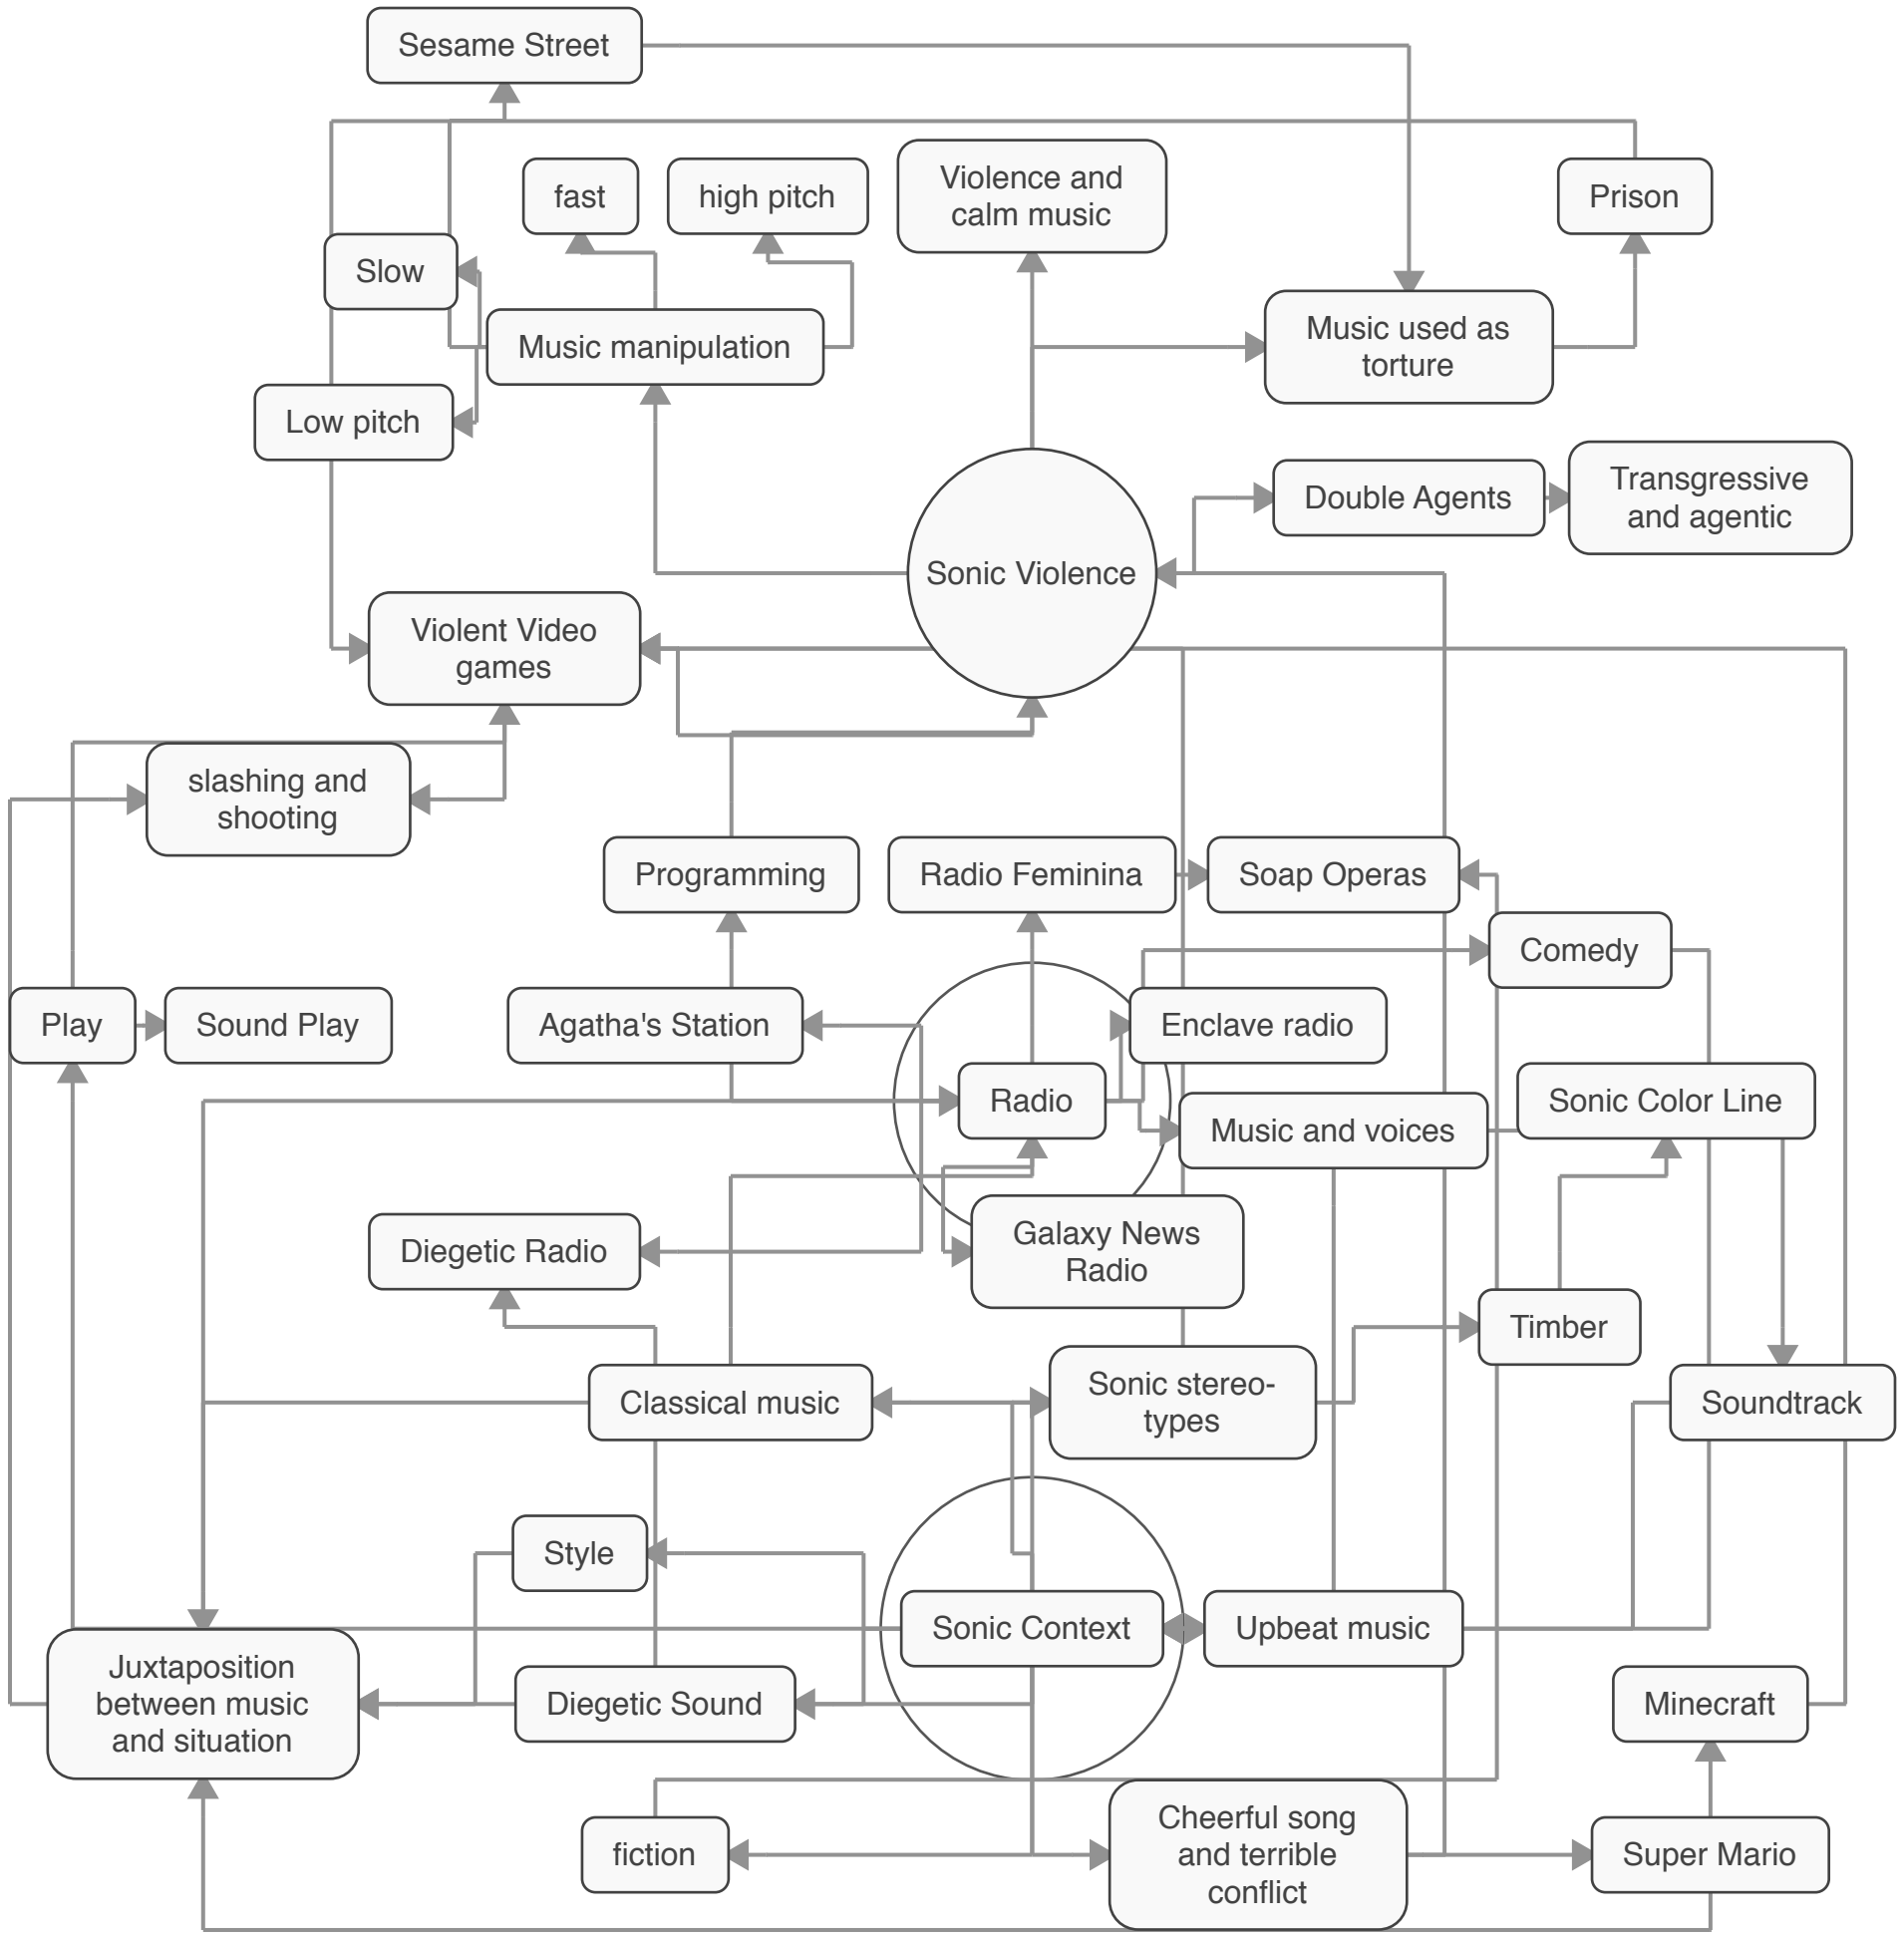 Sesame Street
fast
high pitch
Violence and
calm music
Prison
Slow
Music manipulation
Music used as
torture
Low pitch
Double Agents
Transgressive
and agentic
Sonic Violence
Violent Video
games
slashing and
shooting
Programming
Radio Feminina
Soap Operas
Comedy
Play
Sound Play
Agatha's Station
Enclave radio
Radio
Music and voices
Sonic Color Line
Diegetic Radio
Galaxy News
Radio
Timber
Classical music
Sonic stereo-
types
Soundtrack
Style
Sonic Context
Upbeat music
Juxtaposition
between music
and situation
Diegetic Sound
Minecraft
fiction
Cheerful song
and terrible
conflict
Super Mario